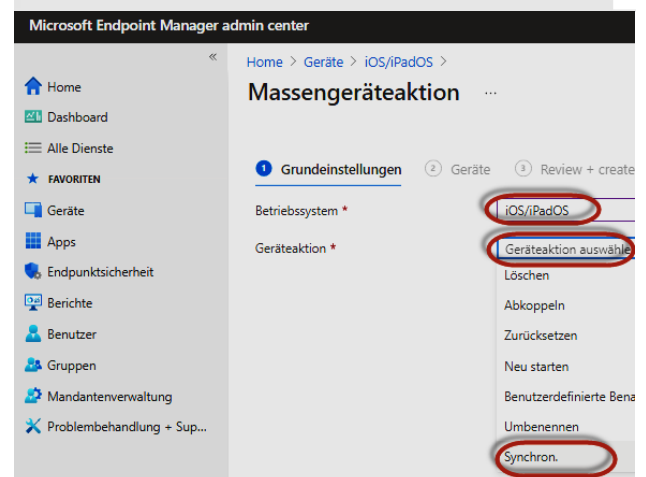 Microsoft Endpoint Manager admin center
«
Home > Geräte > iOS/iPadOS >
Massengeräteaktion ...
Home
Dashboard
Alle Dienste
FAVORITEN
Geräte
Apps
Endpunktsicherheit
Berichte
Benutzer
Gruppen
Mandantenverwaltung
Problembehandlung + Sup...
1 Grundeinstellungen 2 Geräte 3 Review + create
Betriebssystem * iOS/iPadOS
Geräteaktion * Geräteaktion auswähle
Löschen
Abkoppeln
Zurücksetzen
Neu starten
Benutzerdefinierte Bena
Umbenennen
Synchron.